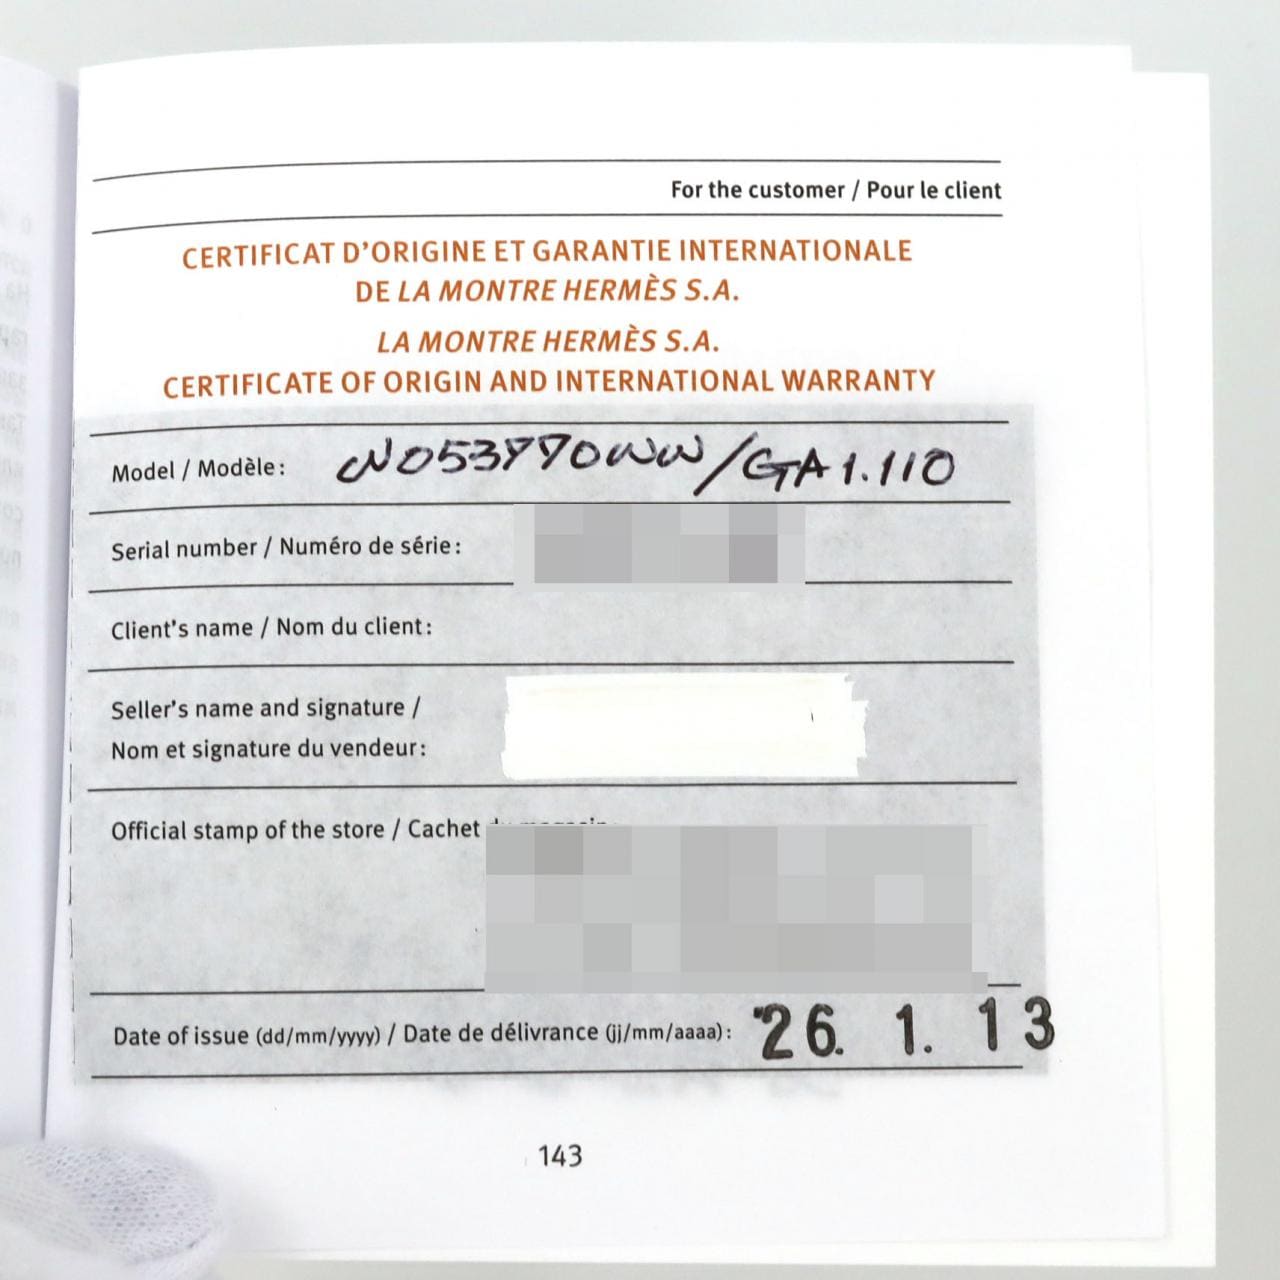 For the customer / Pour le client
CERTIFICAT D'ORIGINE ET GARANTIE INTERNATIONALE
DE LA MONTRE HERMÈS S.A.
LA MONTRE HERMÈS S.A.
CERTIFICATE OF ORIGIN AND INTERNATIONAL WARRANTY
Model / Modèle: /GA1.110
Serial number / Numéro de série:
Client's name / Nom du client:
Seller's name and signature /
Nom et signature du vendeur:
Official stamp of the store / Cachet
Date of issue (dd/mm/yyyy) / Date de délivrance (jj/mm/aaaa): '26. 1. 13
143